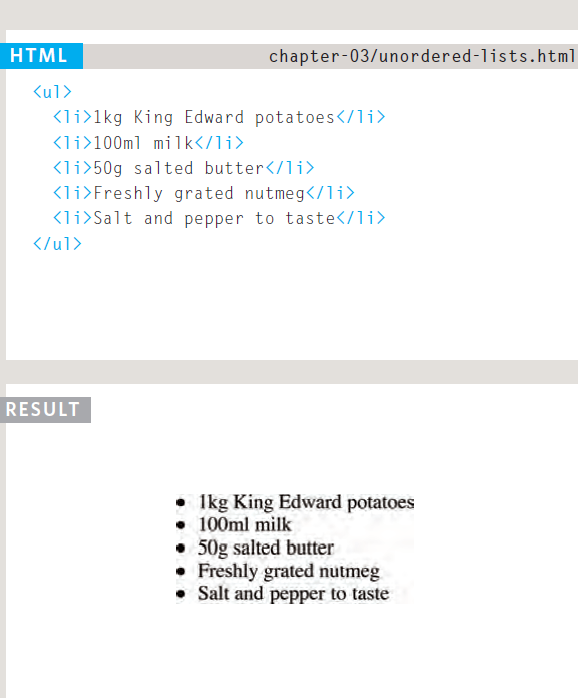 HTML chapter-03/unordered-lists.html
<ul>
<li>1kg King Edward potatoes</li>
<li>100ml milk</li>
<li>50g salted butter</li>
<li>Freshly grated nutmeg</li>
<li>Salt and pepper to taste</li>
</ul>
RESULT
• 1kg King Edward potatoes
• 100ml milk
• 50g salted butter
• Freshly grated nutmeg
• Salt and pepper to taste